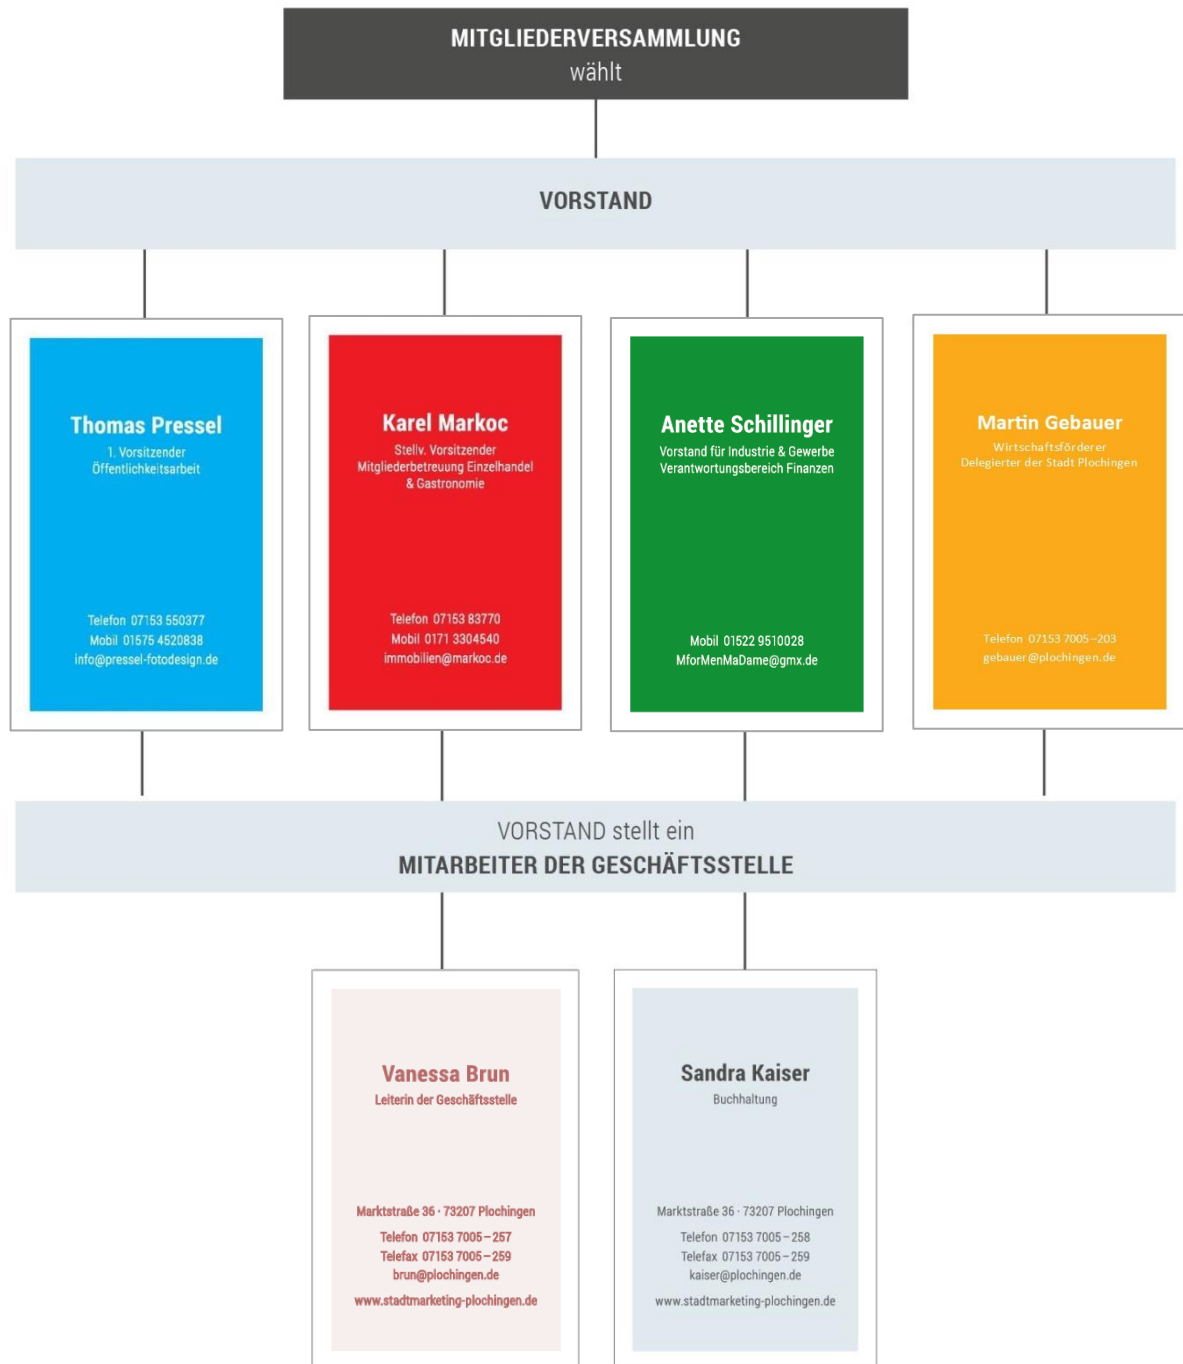 MITGLIEDERVERSAMMLUNG
wählt
VORSTAND
Thomas Pressel
1. Vorsitzender
Öffentlichkeitsarbeit
Telefon 07153 550377
Mobil 01575 4520838
info@pressel-fotodesign.de
Karel Markoc
Stellv. Vorsitzender
Mitgliederbetreuung Einzelhandel
& Gastronomie
Telefon 07153 83770
Mobil 0171 3304540
immobilien@markoc.de
Anette Schillinger
Vorstand für Industrie & Gewerbe
Verantwortungsbereich Finanzen
Mobil 01522 9510028
MforMenMaDame@gmx.de
Martin Gebauer
Wirtschaftsförderer
Delegierter der Stadt Plochingen
Telefon 07153 7005–203
gebauer@plochingen.de
VORSTAND stellt ein
MITARBEITER DER GESCHÄFTSSTELLE
Vanessa Brun
Leiterin der Geschäftsstelle
Marktstraße 36 · 73207 Plochingen
Telefon 07153 7005 – 257
Telefax 07153 7005 – 259
brun@plochingen.de
www.stadtmarketing-plochingen.de
Sandra Kaiser
Buchhaltung
Marktstraße 36 · 73207 Plochingen
Telefon 07153 7005 – 258
Telefax 07153 7005 – 259
kaiser@plochingen.de
www.stadtmarketing-plochingen.de